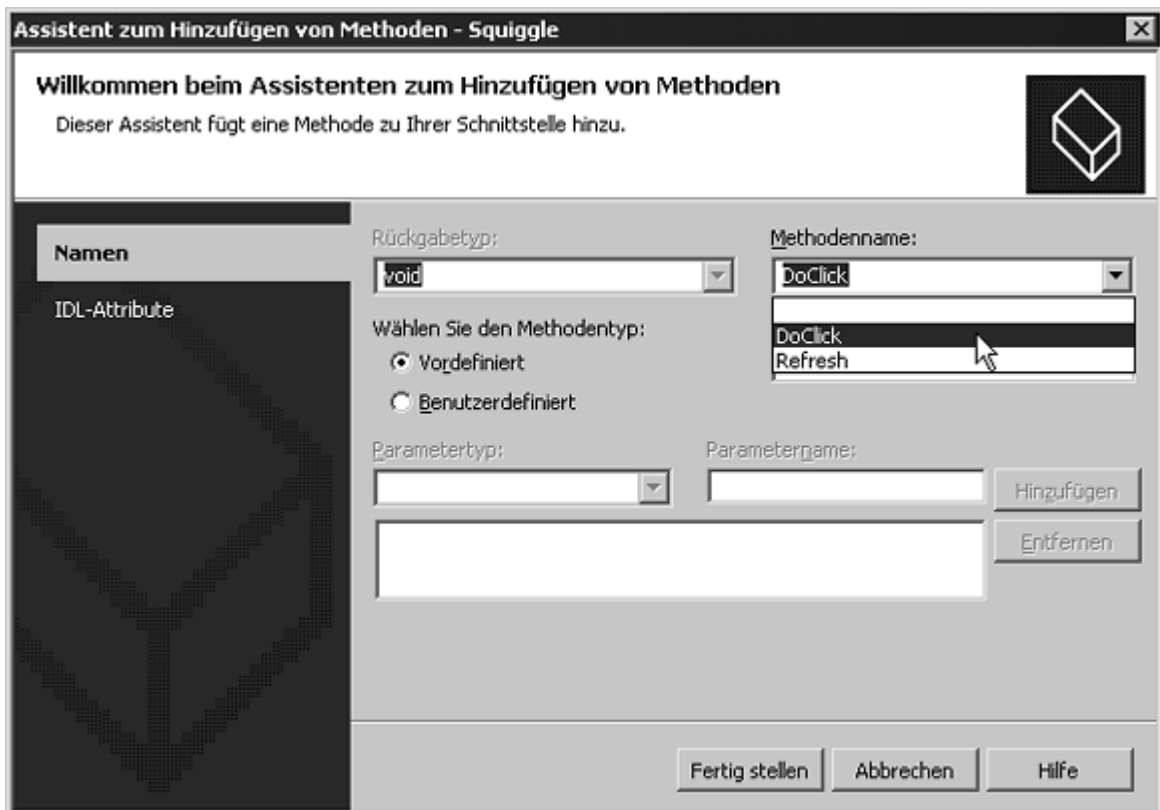 Assistent zum Hinzufügen von Methoden - Squiggle
Willkommen beim Assistenten zum Hinzufügen von Methoden
Dieser Assistent fügt eine Methode zu Ihrer Schnittstelle hinzu.
Namen
IDL-Attribute
Rückgabetyp:
Methodenname:
void
DoClick
DoClick
Refresh
Wählen Sie den Methodentyp:
Vordefiniert
Benutzerdefiniert
Parametertyp:
Parametername:
Hinzufügen
Entfernen
Fertig stellen
Abbrechen
Hilfe